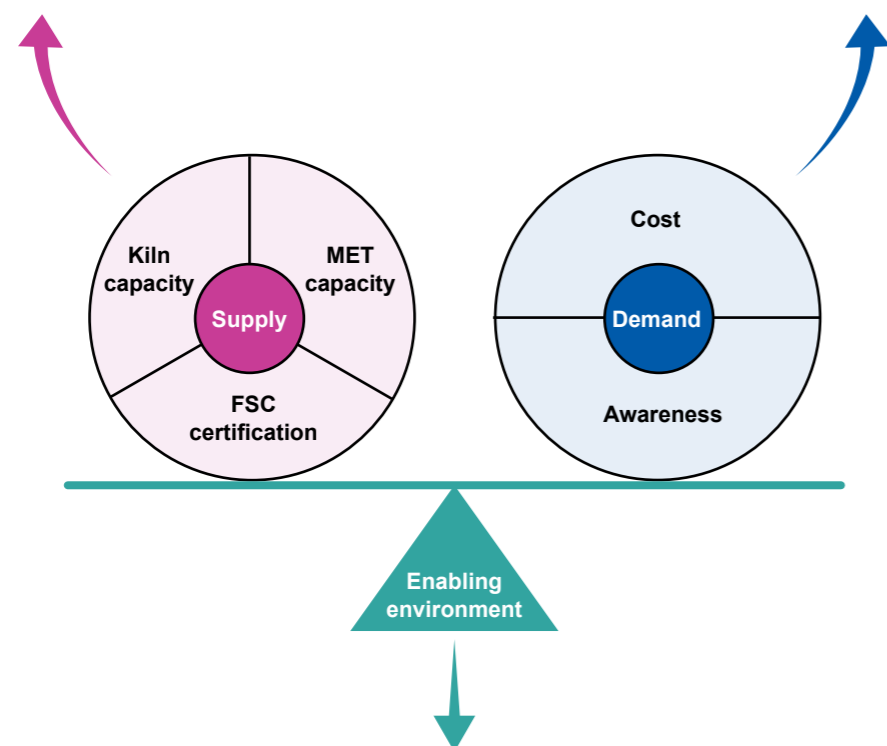 Kiln
capacity
MET
capacity
Supply
FSC
certification
Cost
Demand
Awareness
Enabling
environment